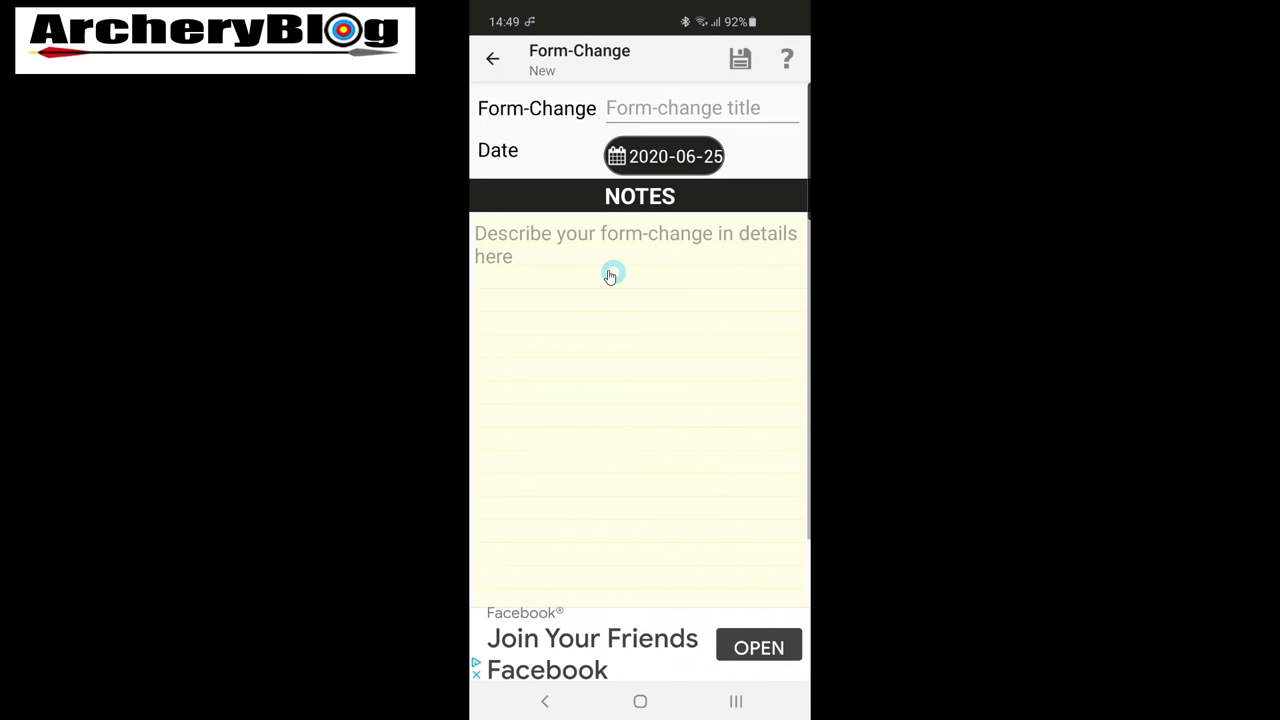 ArcheryBlog
14:49
92%
Form-Change
New
?
Form-Change Form-change title
Date 2020-06-25
NOTES
Describe your form-change in details
here
Facebook®
Join Your Friends
Facebook
OPEN